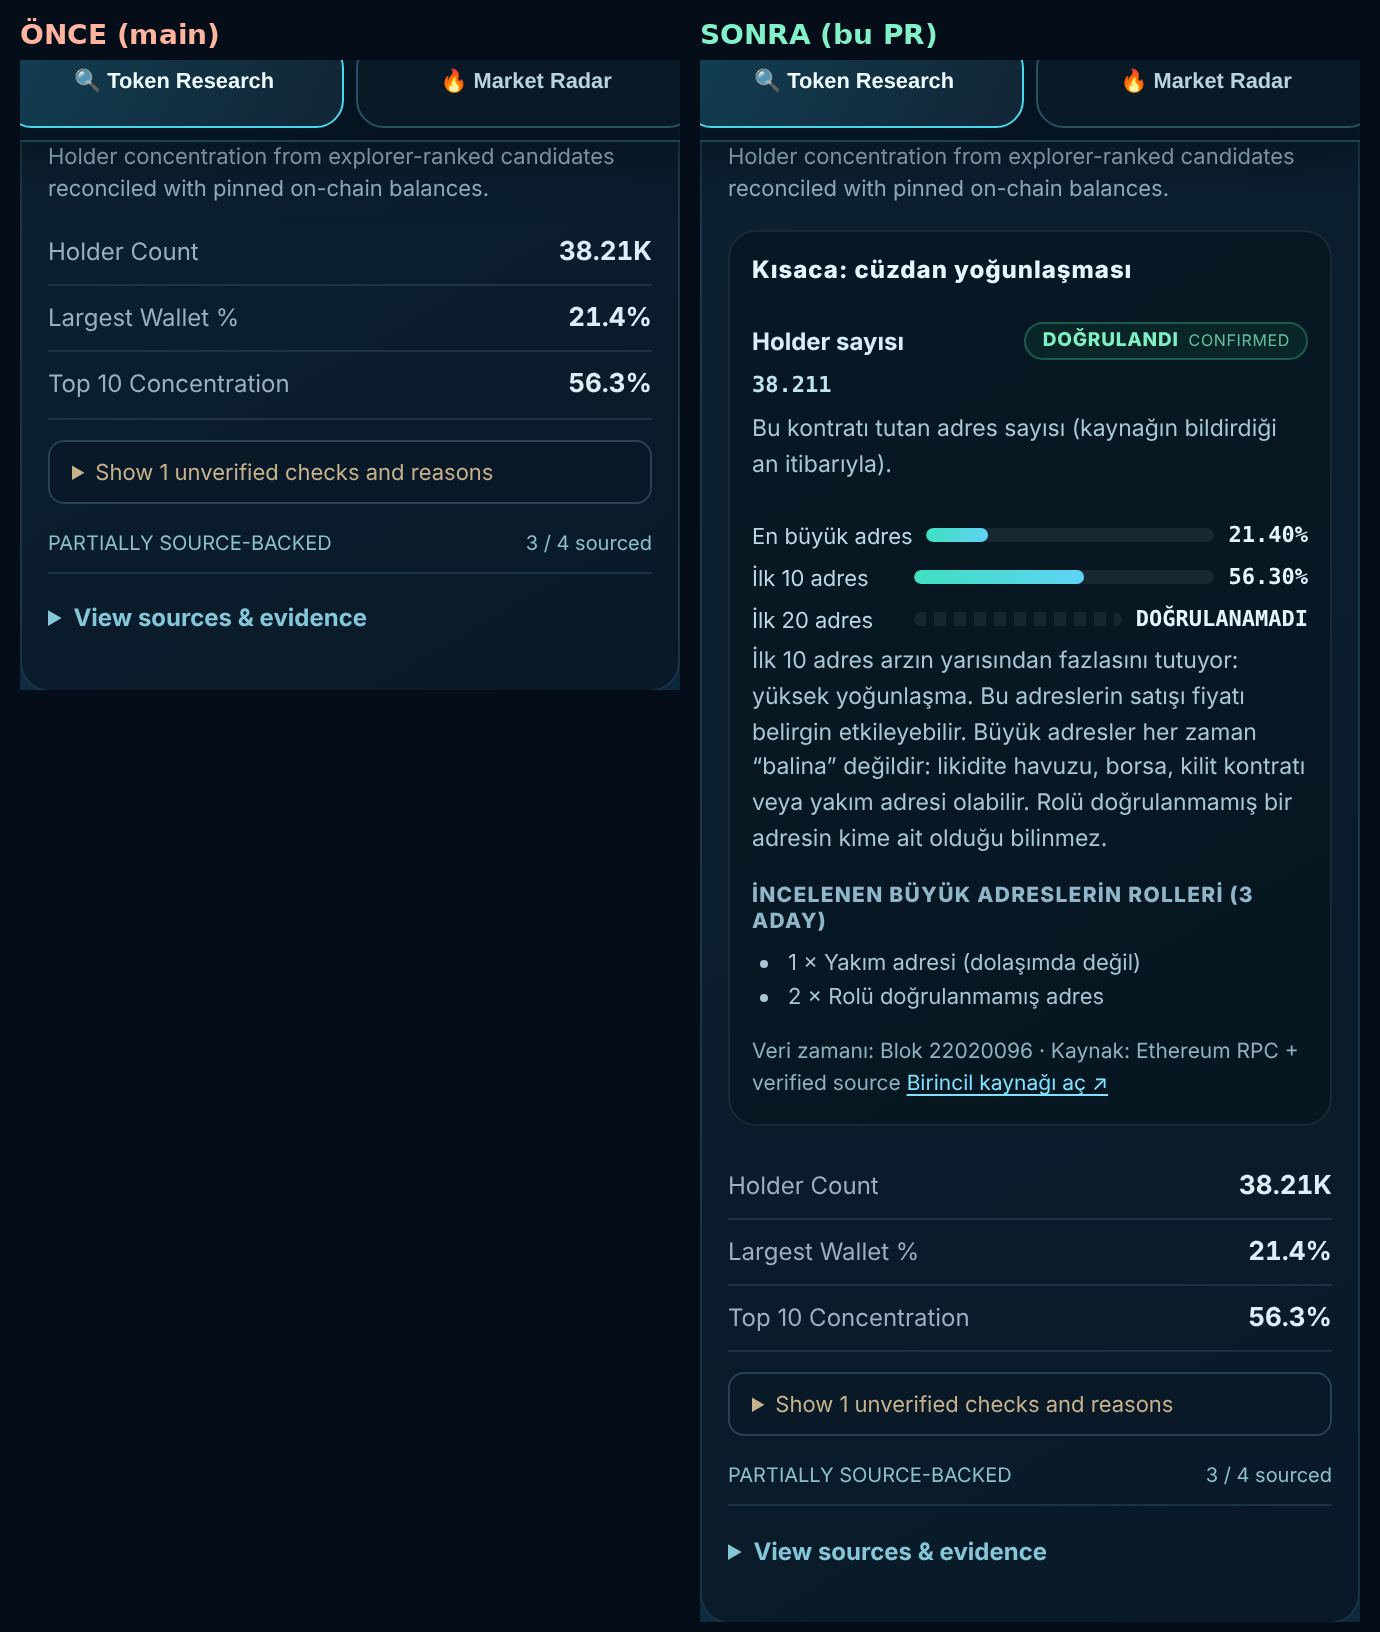 ÖNCE (main)
🔍 Token Research
🔥 Market Radar
Holder concentration from explorer-ranked candidates
reconciled with pinned on-chain balances.
Holder Count 38.21K
Largest Wallet % 21.4%
Top 10 Concentration 56.3%
▶ Show 1 unverified checks and reasons
PARTIALLY SOURCE-BACKED 3 / 4 sourced
▶ View sources & evidence
SONRA (bu PR)
🔍 Token Research
🔥 Market Radar
Holder concentration from explorer-ranked candidates
reconciled with pinned on-chain balances.
Kısaca: cüzdan yoğunlaşması
Holder sayısı DOĞRULANDI CONFIRMED
38.211
Bu kontratı tutan adres sayısı (kaynağın bildirdiği
an itibarıyla).
En büyük adres 21.40%
İlk 10 adres 56.30%
İlk 20 adres DOĞRULANAMADI
İlk 10 adres arzın yarısından fazlasını tutuyor:
yüksek yoğunlaşma. Bu adreslerin satışı fiyatı
belirgin etkileyebilir. Büyük adresler her zaman
“balina” değildir: likidite havuzu, borsa, kilit kontratı
veya yakım adresi olabilir. Rolü doğrulanmamış bir
adresin kime ait olduğu bilinmez.
İNCELENEN BÜYÜK ADRESLERİN ROLLERİ (3
ADAY)
• 1 × Yakım adresi (dolaşımda değil)
• 2 × Rolü doğrulanmamış adres
Veri zamanı: Blok 22020096 · Kaynak: Ethereum RPC +
verified source Birincil kaynağı aç ↗
Holder Count 38.21K
Largest Wallet % 21.4%
Top 10 Concentration 56.3%
▶ Show 1 unverified checks and reasons
PARTIALLY SOURCE-BACKED 3 / 4 sourced
▶ View sources & evidence